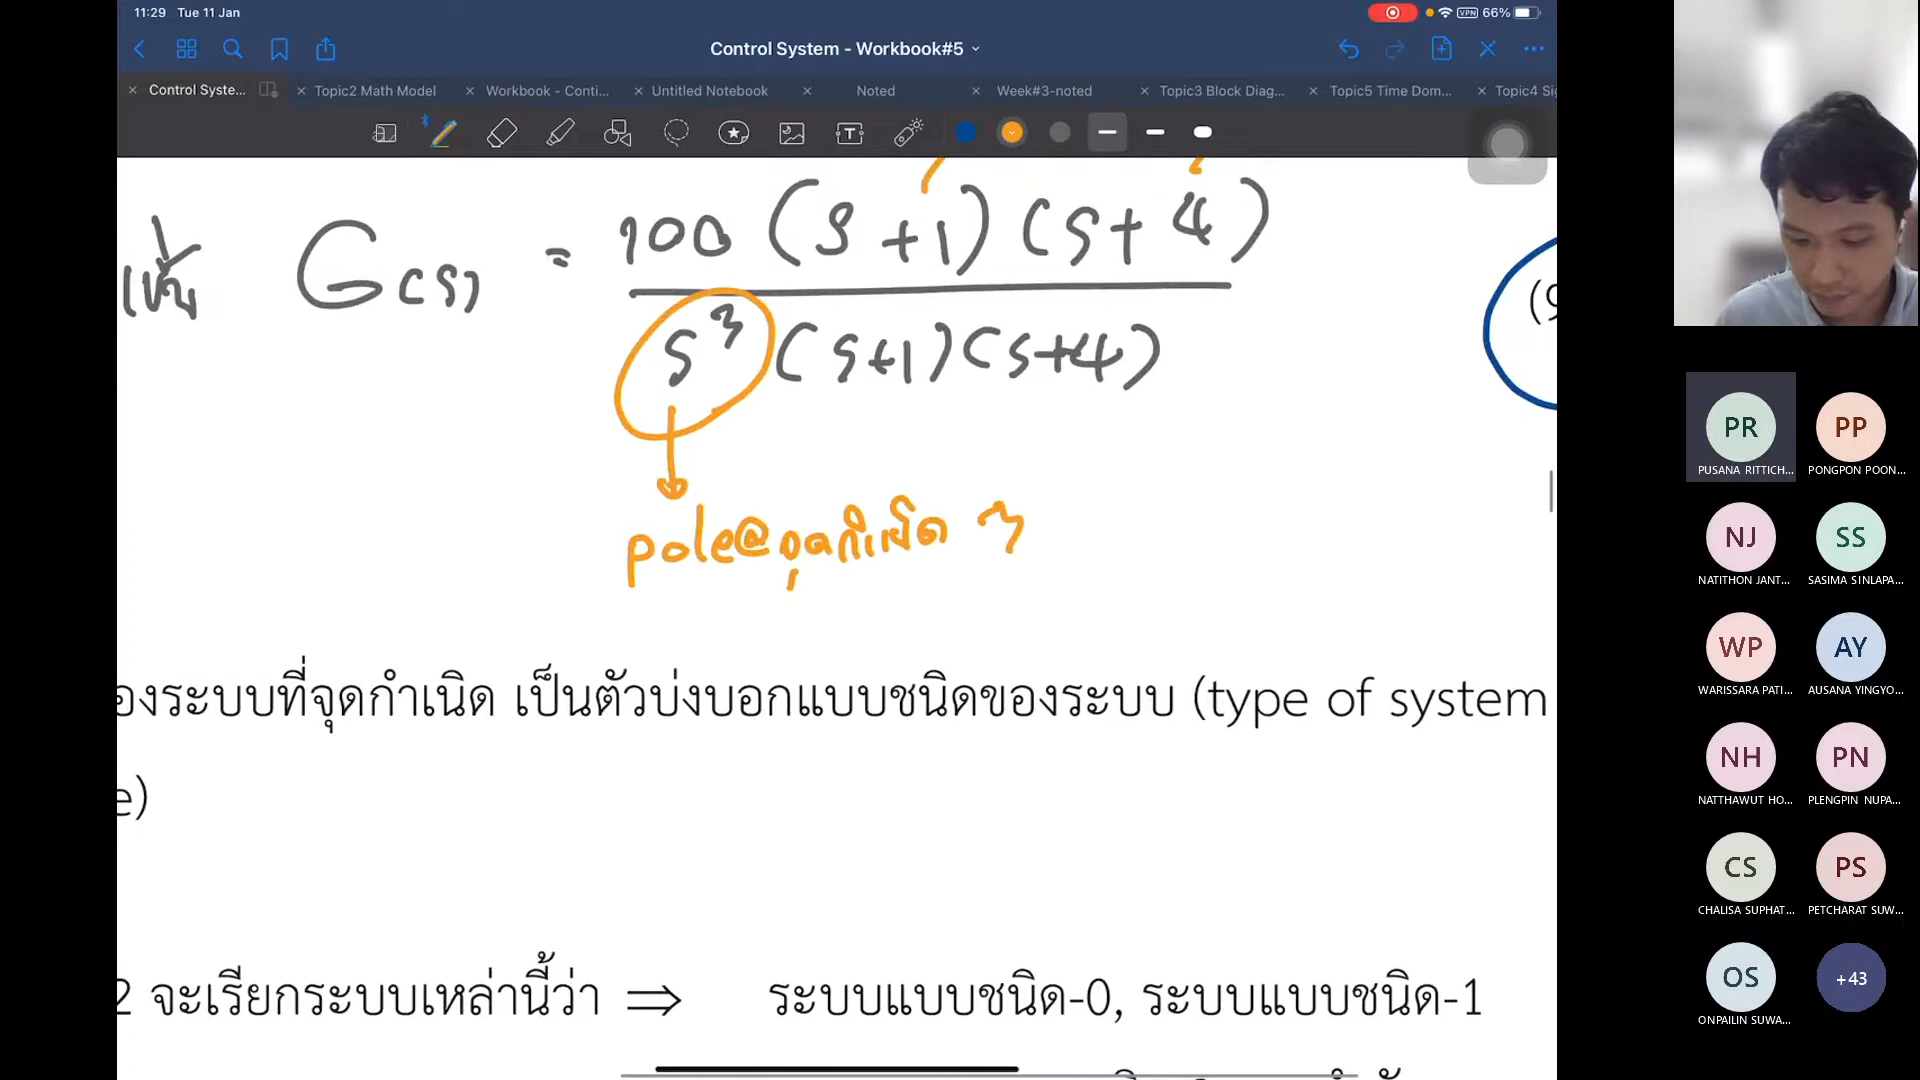 11:29 Tue 11 Jan
VPN 66%
Control System - Workbook#5
Control Syste...
Topic2 Math Model
Workbook - Conti...
Untitled Notebook
Noted
Week#3-noted
Topic3 Block Diag...
Topic5 Time Dom...
Topic4 Sig
เช่น G(s) = 100 (s+1) (s+4)
s³ (s+1)(s+4)
(s
pole@จุดกำเนิด 3
องระบบที่จุดกำเนิด เป็นตัวบ่งบอกแบบชนิดของระบบ (type of system
e)
2 จะเรียกระบบเหล่านี้ว่า ⇒ ระบบแบบชนิด-0, ระบบแบบชนิด-1
PR
PUSANA RITTICH...
PP
PONGPON POON...
NJ
NATITHON JANT...
SS
SASIMA SINLAPA...
WP
WARISSARA PATI...
AY
AUSANA YINGYO...
NH
NATTHAWUT HO...
PN
PLENGPIN NUPA...
CS
CHALISA SUPHAT...
PS
PETCHARAT SUW...
OS
ONPAILIN SUWA...
+43